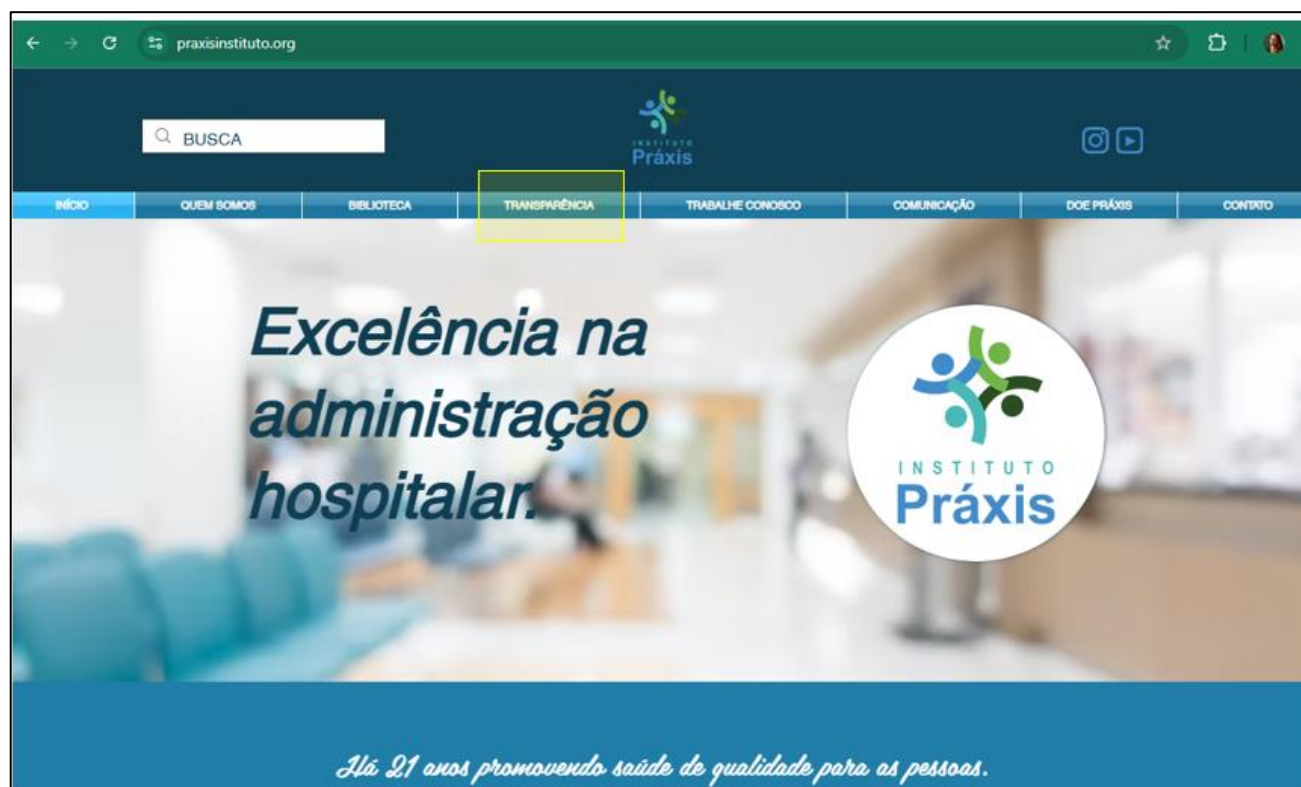 praxisinstituto.org
BUSCA
INSTITUTO
Práxis
INÍCIO QUEM SOMOS BIBLIOTECA TRANSPARÊNCIA TRABALHE CONOSCO COMUNICAÇÃO DOE PRÁXIS CONTATO
Excelência na
administração
hospitalar.
INSTITUTO
Práxis
Há 21 anos promovendo saúde de qualidade para as pessoas.